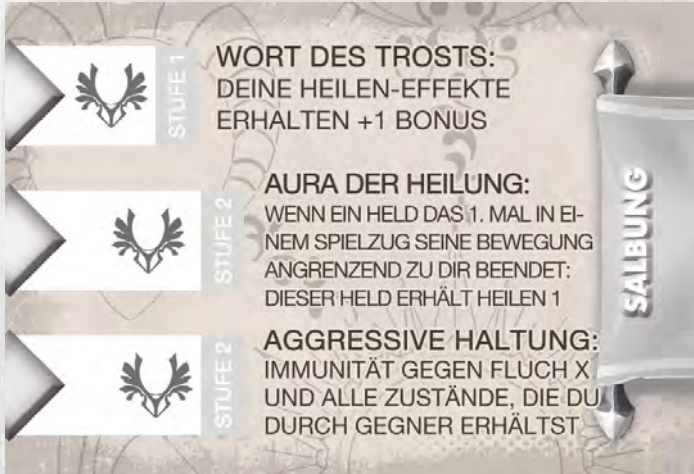 STUFE 1
WORT DES TROSTS:
DEINE HEILEN-EFFEKTE
ERHALTEN +1 BONUS
STUFE 2
AURA DER HEILUNG:
WENN EIN HELD DAS 1. MAL IN EI-
NEM SPIELZUG SEINE BEWEGUNG
ANGRENZEND ZU DIR BEENDET:
DIESER HELD ERHÄLT HEILEN 1
STUFE 2
AGGRESSIVE HALTUNG:
IMMUNITÄT GEGEN FLUCH X
UND ALLE ZUSTÄNDE, DIE DU
DURCH GEGNER ERHÄLTST
SALBUNG